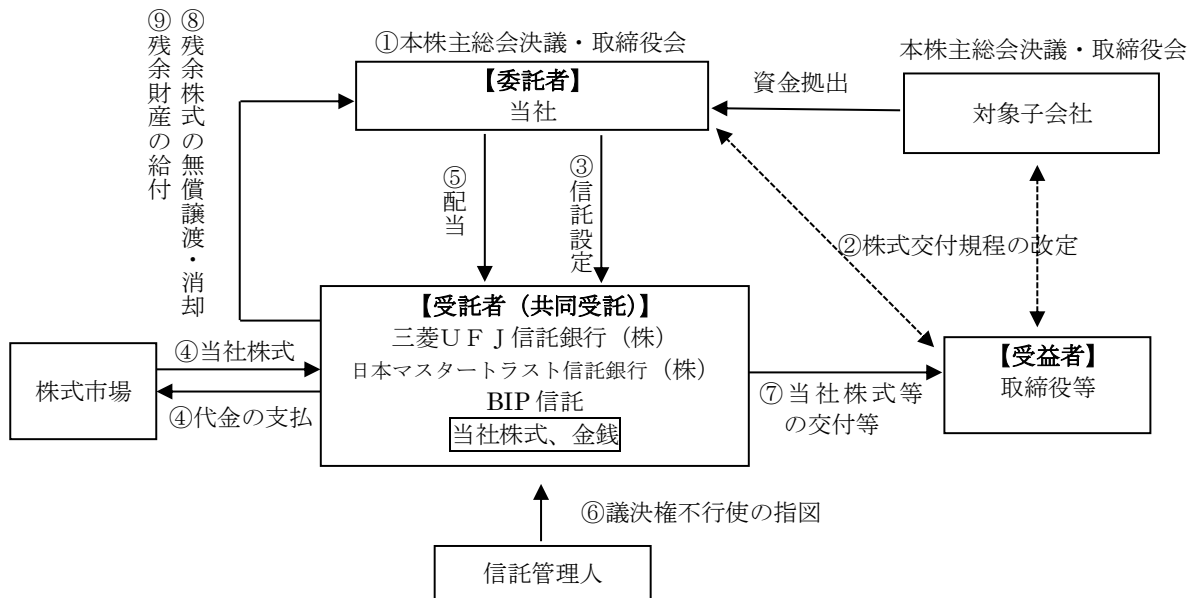 ⑨残余財産の給付
⑧残余株式の無償譲渡・消却
①本株主総会決議・取締役会
【委託者】
当社
資金拠出
本株主総会決議・取締役会
対象子会社
⑤配当
③信託設定
②株式交付規程の改定
【受託者（共同受託）】
三菱ＵＦＪ信託銀行（株）
日本マスタートラスト信託銀行（株）
BIP 信託
当社株式、金銭
株式市場
④当社株式
④代金の支払
⑦当社株式等
の交付等
【受益者】
取締役等
⑥議決権不行使の指図
信託管理人